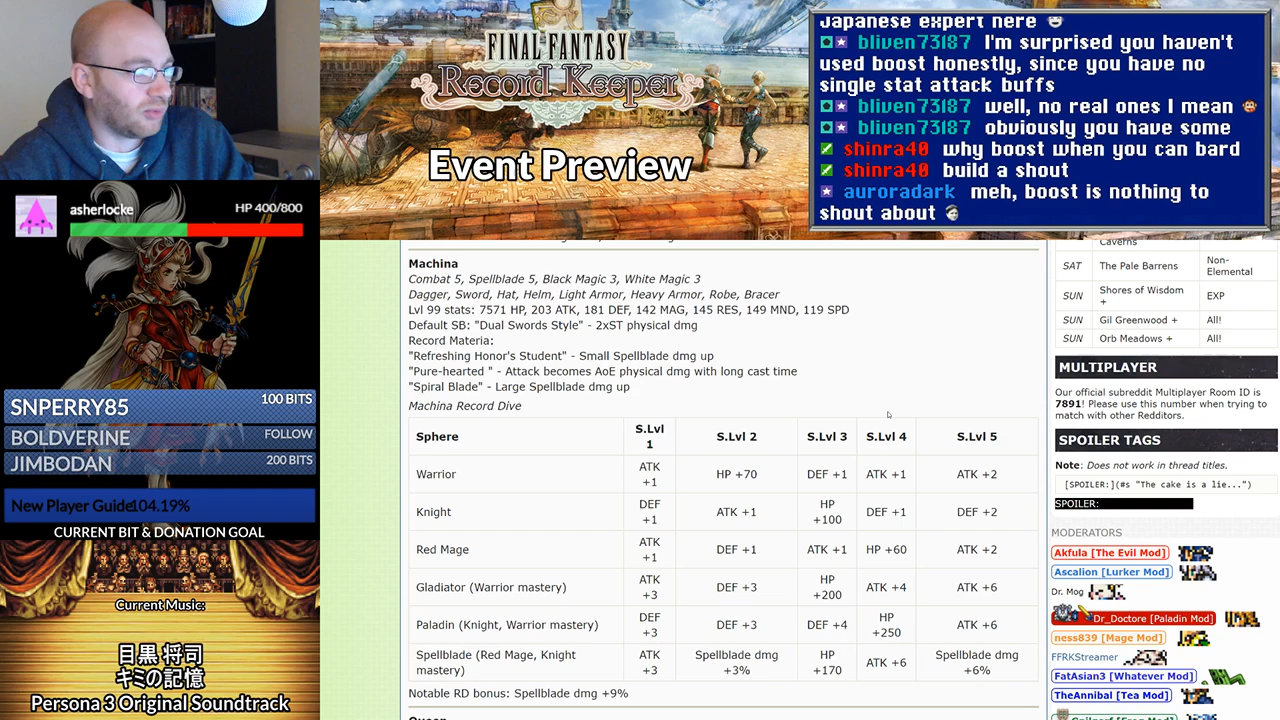 FINAL FANTASY
Record Keeper
Event Preview
Japanese expert here
bliven73187 I'm surprised you haven't
used boost honestly, since you have no
single stat attack buffs
bliven73187 well, no real ones I mean
bliven73187 obviously you have some
shinra40 why boost when you can bard
shinra40 build a shout
auroradark meh, boost is nothing to
shout about
asherlocke HP 400/800
SNPERRY85 100 BITS
BOLDVERINE FOLLOW
JIMBODAN 200 BITS
New Player Guide104.19%
CURRENT BIT & DONATION GOAL
Current Music:
目黒 将司
キミの記憶
Persona 3 Original Soundtrack
Machina
Combat 5, Spellblade 5, Black Magic 3, White Magic 3
Dagger, Sword, Hat, Helm, Light Armor, Heavy Armor, Robe, Bracer
Lvl 99 stats: 7571 HP, 203 ATK, 181 DEF, 142 MAG, 145 RES, 149 MND, 119 SPD
Default SB: "Dual Swords Style" - 2xST physical dmg
Record Materia:
"Refreshing Honor's Student" - Small Spellblade dmg up
"Pure-hearted " - Attack becomes AoE physical dmg with long cast time
"Spiral Blade" - Large Spellblade dmg up
Machina Record Dive
Sphere S.Lvl 1 S.Lvl 2 S.Lvl 3 S.Lvl 4 S.Lvl 5
Warrior ATK +1 HP +70 DEF +1 ATK +1 ATK +2
Knight DEF +1 ATK +1 HP +100 DEF +1 DEF +2
Red Mage ATK +1 DEF +1 ATK +1 HP +60 ATK +2
Gladiator (Warrior mastery) ATK +3 DEF +3 HP +200 ATK +4 ATK +6
Paladin (Knight, Warrior mastery) DEF +3 DEF +3 DEF +4 HP +250 ATK +6
Spellblade (Red Mage, Knight mastery) ATK +3 Spellblade dmg +3% HP +170 ATK +6 Spellblade dmg +6%
Notable RD bonus: Spellblade dmg +9%
Caverns
SAT The Pale Barrens Non-Elemental
SUN Shores of Wisdom + EXP
SUN Gil Greenwood + All!
SUN Orb Meadows + All!
MULTIPLAYER
Our official subreddit Multiplayer Room ID is
7891! Please use this number when trying to
match with other Redditors.
SPOILER TAGS
Note: Does not work in thread titles.
[SPOILER:](#s "The cake is a lie...")
SPOILER:
MODERATORS
Akfula [The Evil Mod]
Ascalion [Lurker Mod]
Dr. Mog
Dr_Doctore [Paladin Mod]
ness839 [Mage Mod]
FFRKStreamer
FatAsian3 [Whatever Mod]
TheAnnibal [Tea Mod]